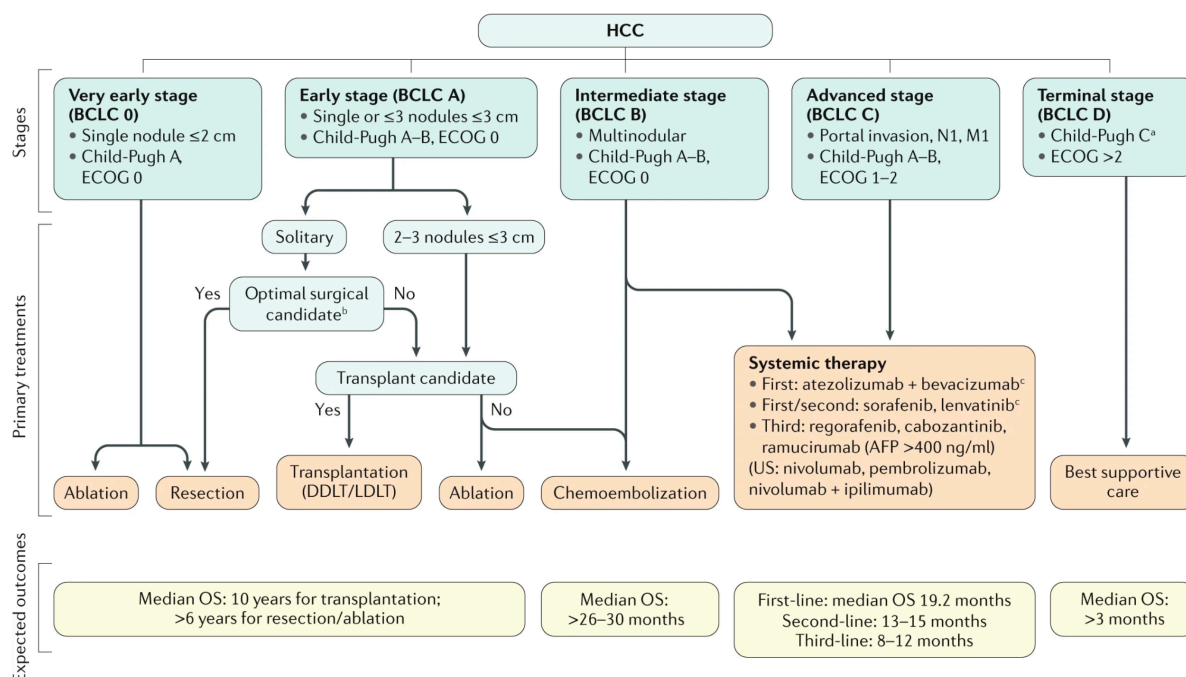 HCC
Stages
Very early stage
(BCLC 0)
• Single nodule ≤2 cm
• Child-Pugh A,
ECOG 0
Early stage (BCLC A)
• Single or ≤3 nodules ≤3 cm
• Child-Pugh A–B, ECOG 0
Intermediate stage
(BCLC B)
• Multinodular
• Child-Pugh A–B,
ECOG 0
Advanced stage
(BCLC C)
• Portal invasion, N1, M1
• Child-Pugh A–B,
ECOG 1–2
Terminal stage
(BCLC D)
• Child-Pugh Cᵃ
• ECOG >2
Primary treatments
Solitary
2–3 nodules ≤3 cm
Yes
Optimal surgical
candidateᵇ
No
Transplant candidate
Yes
No
Ablation
Resection
Transplantation
(DDLT/LDLT)
Ablation
Chemoembolization
Systemic therapy
• First: atezolizumab + bevacizumabᶜ
• First/second: sorafenib, lenvatinibᶜ
• Third: regorafenib, cabozantinib,
ramucirumab (AFP >400 ng/ml)
(US: nivolumab, pembrolizumab,
nivolumab + ipilimumab)
Best supportive
care
Expected outcomes
Median OS: 10 years for transplantation;
>6 years for resection/ablation
Median OS:
>26–30 months
First-line: median OS 19.2 months
Second-line: 13–15 months
Third-line: 8–12 months
Median OS:
>3 months